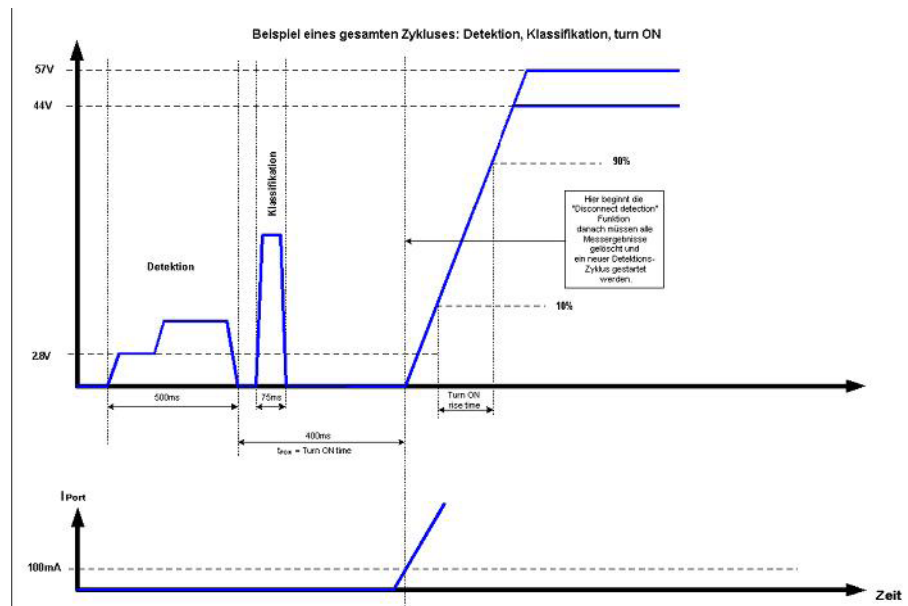 Beispiel eines gesamten Zykluses: Detektion, Klassifikation, turn ON
57V
44V
90%
Klassifikation
Hier beginnt die
"Disconnect detection"
Funktion
danach müssen alle
Messergebnisse
gelöscht und
ein neuer Detektions-
Zyklus gestartet
werden.
Detektion
10%
2.8V
500ms
75ms
Turn ON
rise time
400ms
= Turn ON time
I Port
100mA
Zeit